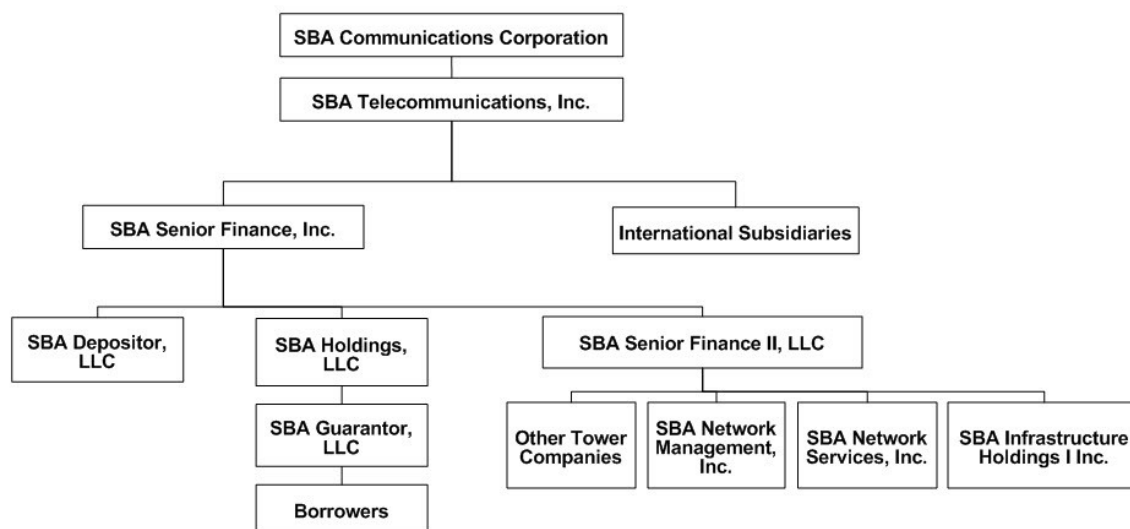 SBA Communications Corporation
SBA Telecommunications, Inc.
SBA Senior Finance, Inc.
International Subsidiaries
SBA Depositor,
LLC
SBA Holdings,
LLC
SBA Senior Finance II, LLC
SBA Guarantor,
LLC
Other Tower
Companies
SBA Network
Management,
Inc.
SBA Network
Services, Inc.
SBA Infrastructure
Holdings I Inc.
Borrowers